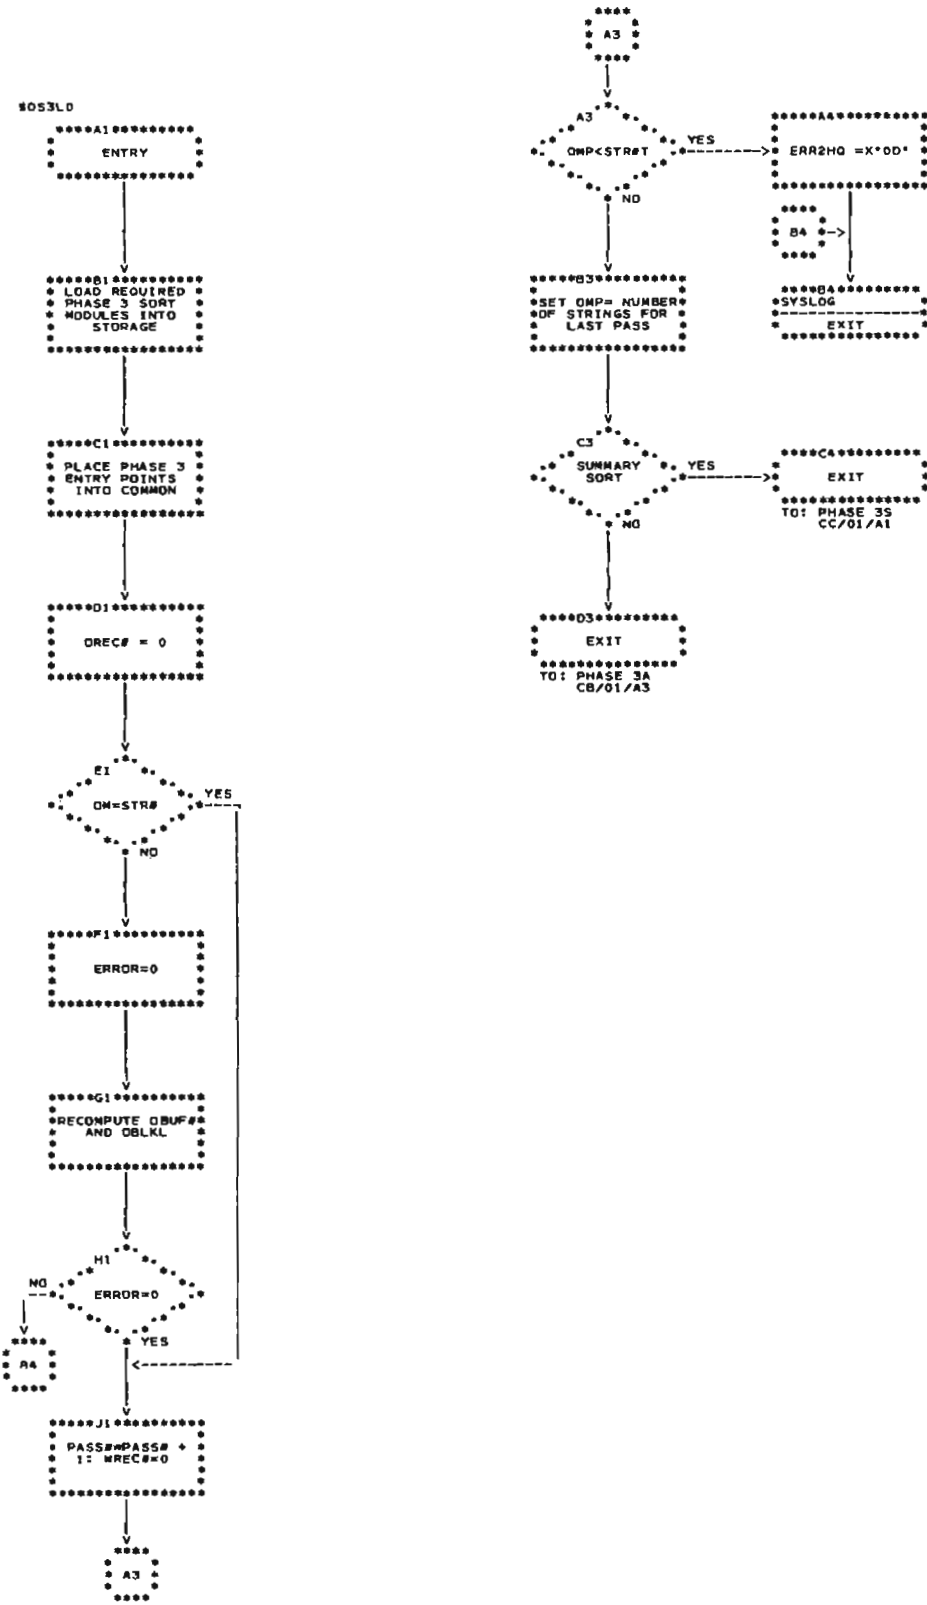 $OS3LD
A1
ENTRY
B1
LOAD REQUIRED
PHASE 3 SORT
MODULES INTO
STORAGE
C1
PLACE PHASE 3
ENTRY POINTS
INTO COMMON
D1
OREC# = 0
E1
OM=STR#
YES
NO
F1
ERROR=0
G1
RECOMPUTE OBUF#
AND OBLKL
H1
ERROR=0
NO
YES
B4
J1
PASS#=PASS# +
1: WREC#=0
A3
A3
A3
OMP<STR#T
YES
NO
A4
ERR2HQ =X'0D'
B4
B4
SYSLOG
EXIT
B3
SET OMP= NUMBER
OF STRINGS FOR
LAST PASS
C3
SUMMARY
SORT
YES
NO
C4
EXIT
TO: PHASE 3S
CC/01/A1
D3
EXIT
TO: PHASE 3A
CB/01/A3